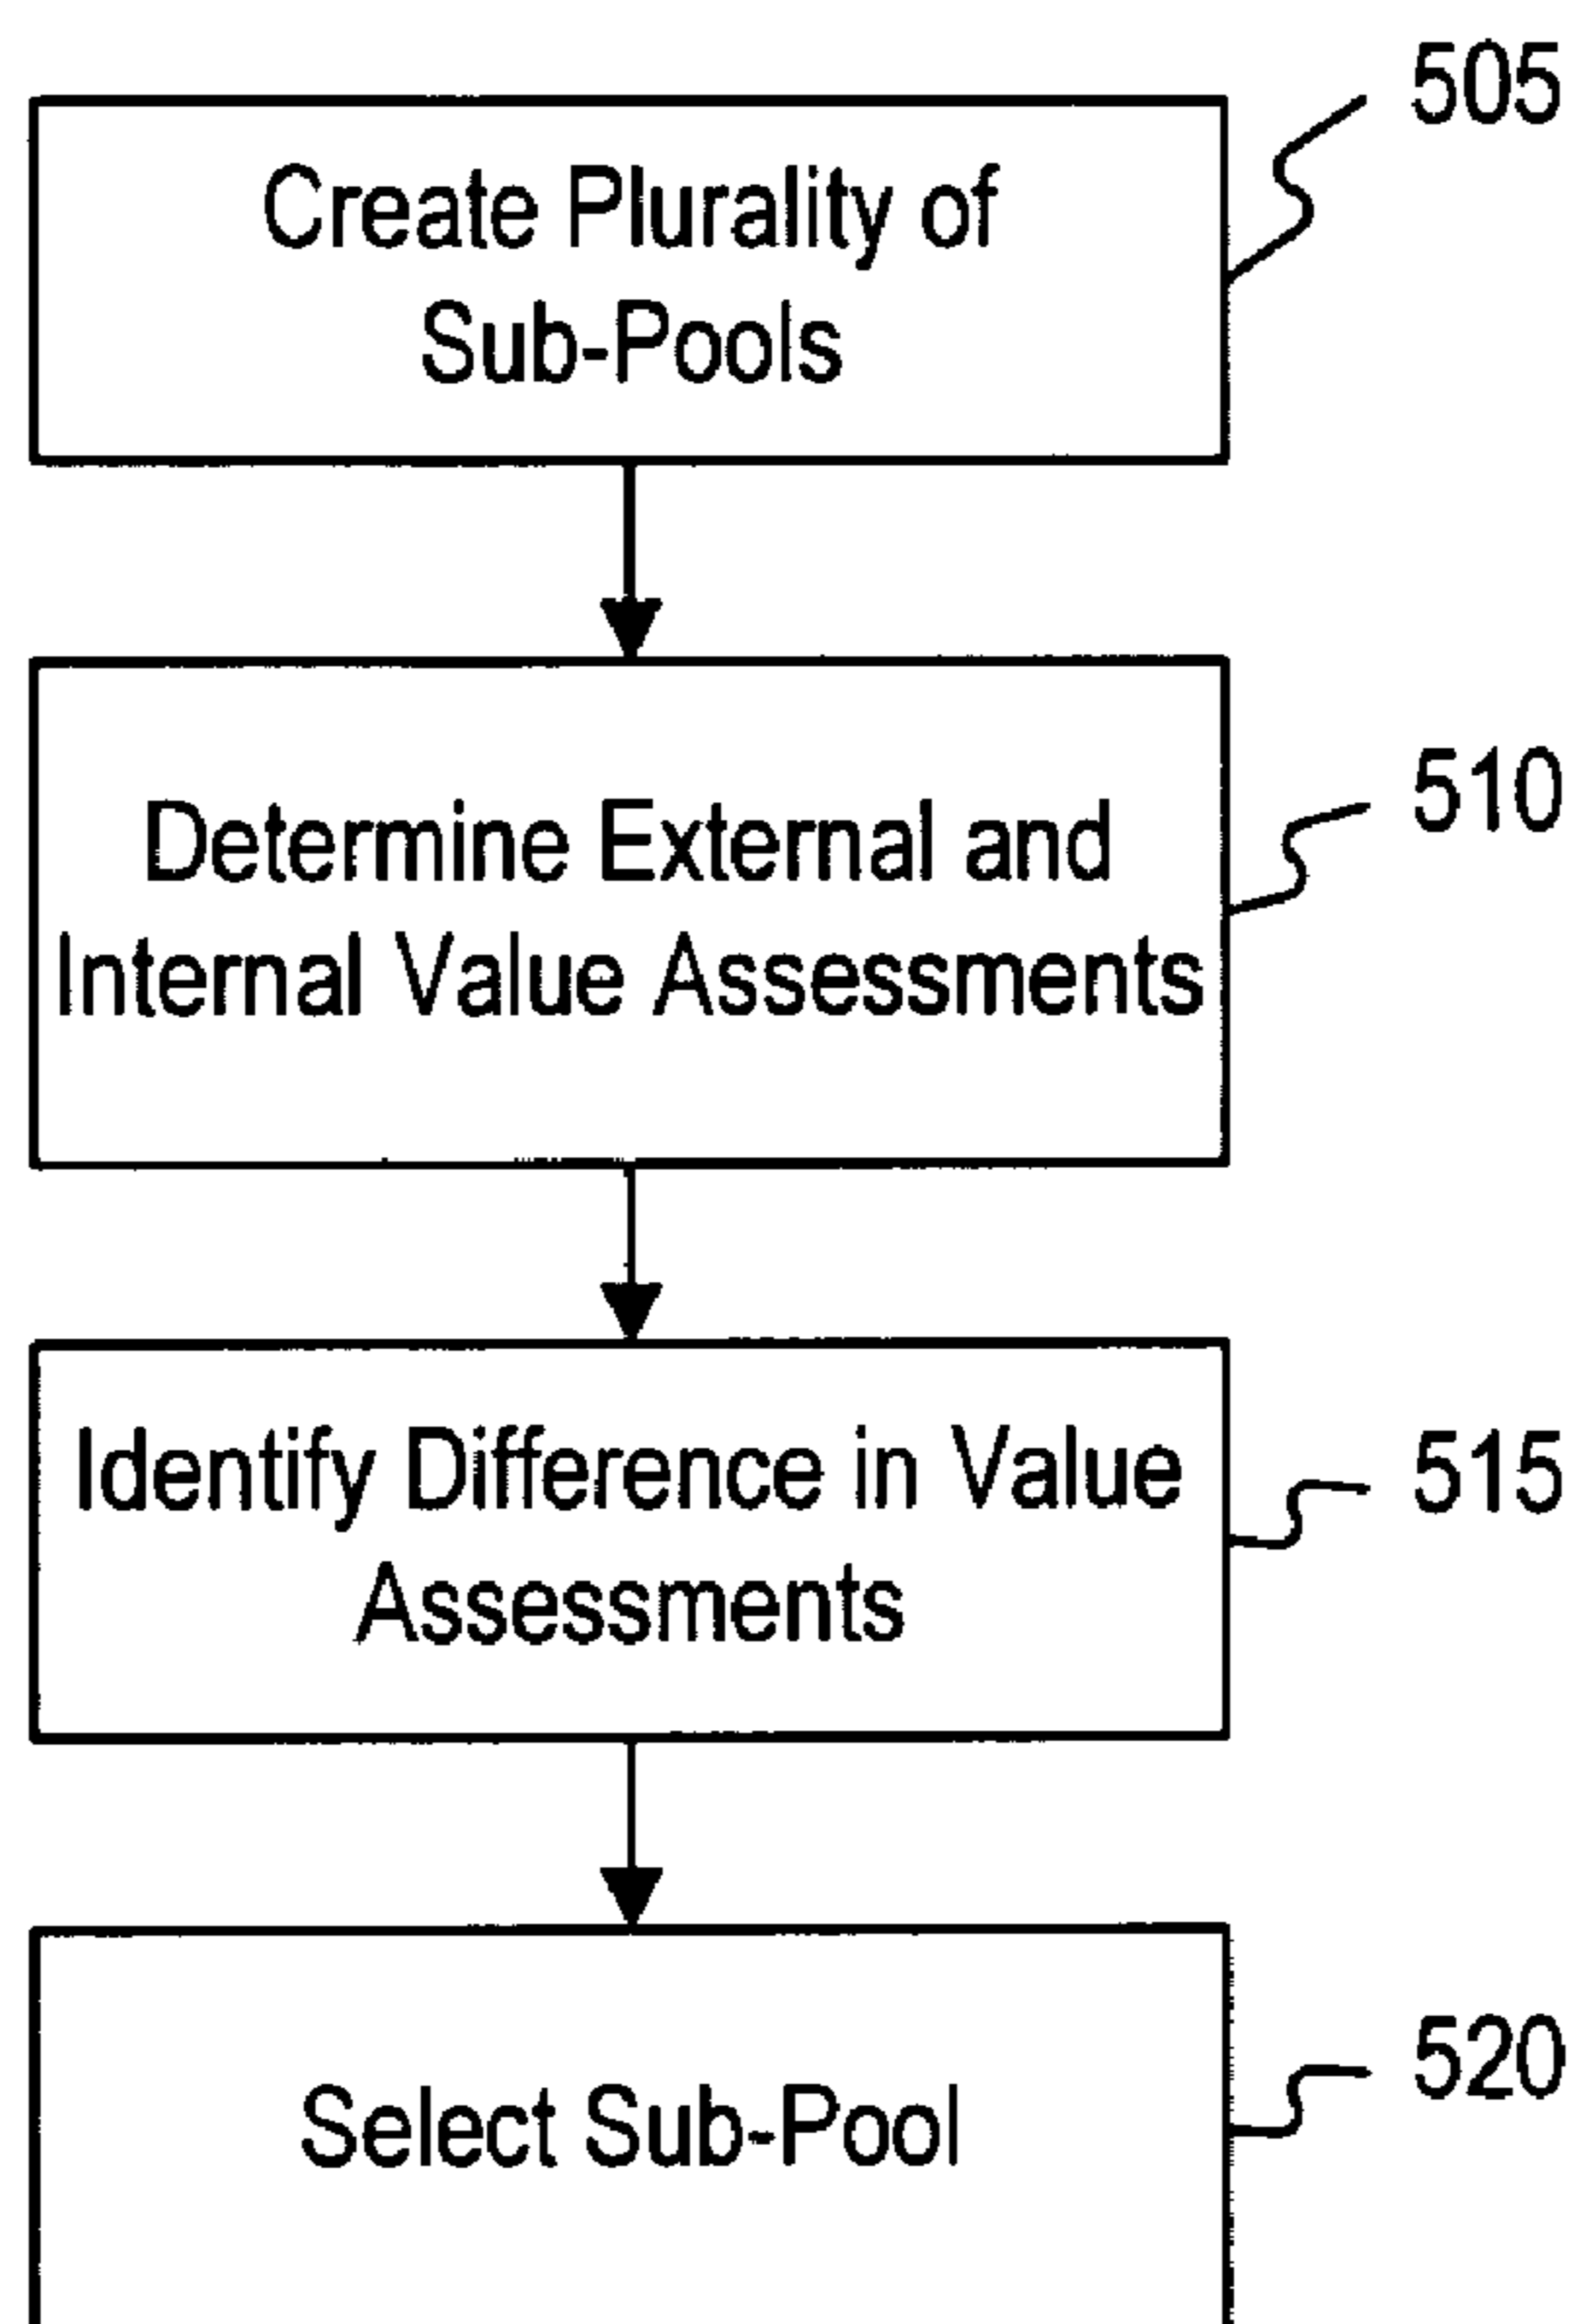 505
Create Plurality of
Sub-Pools
510
Determine External and
Internal Value Assessments
515
Identify Difference in Value
Assessments
520
Select Sub-Pool